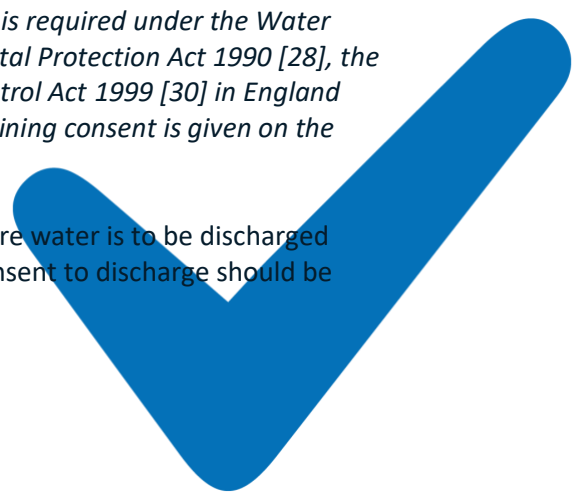 is required under the Water
tal Protection Act 1990 [28], the
trol Act 1999 [30] in England
ining consent is given on the
re water is to be discharged
nsent to discharge should be